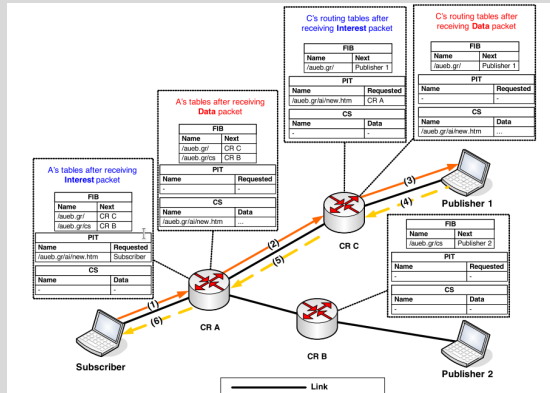 C's routing tables after
receiving Interest packet
FIB
Name Next
/aueb.gr/ Publisher 1
PIT
Name Requested
/aueb.gr/ai/new.htm CR A
CS
Name Data
- -
C's routing tables after
receiving Data packet
FIB
Name Next
/aueb.gr/ Publisher 1
PIT
Name Requested
- -
CS
Name Data
/aueb.gr/ai/new.htm ...
A's tables after receiving
Data packet
FIB
Name Next
/aueb.gr/ CR C
/aueb.gr/cs CR B
PIT
Name Requested
- -
CS
Name Data
/aueb.gr/ai/new.htm ...
A's tables after receiving
Interest packet
FIB
Name Next
/aueb.gr/ CR C
/aueb.gr/cs CR B
PIT
Name Requested
/aueb.gr/ai/new.htm Subscriber
CS
Name Data
- -
(3)
(4)
Publisher 1
(2)
(5)
CR C
FIB
Name Next
/aueb.gr/cs Publisher 2
PIT
Name Requested
- -
CS
Name Data
- -
(1)
(6)
CR A
CR B
Subscriber
Publisher 2
Link